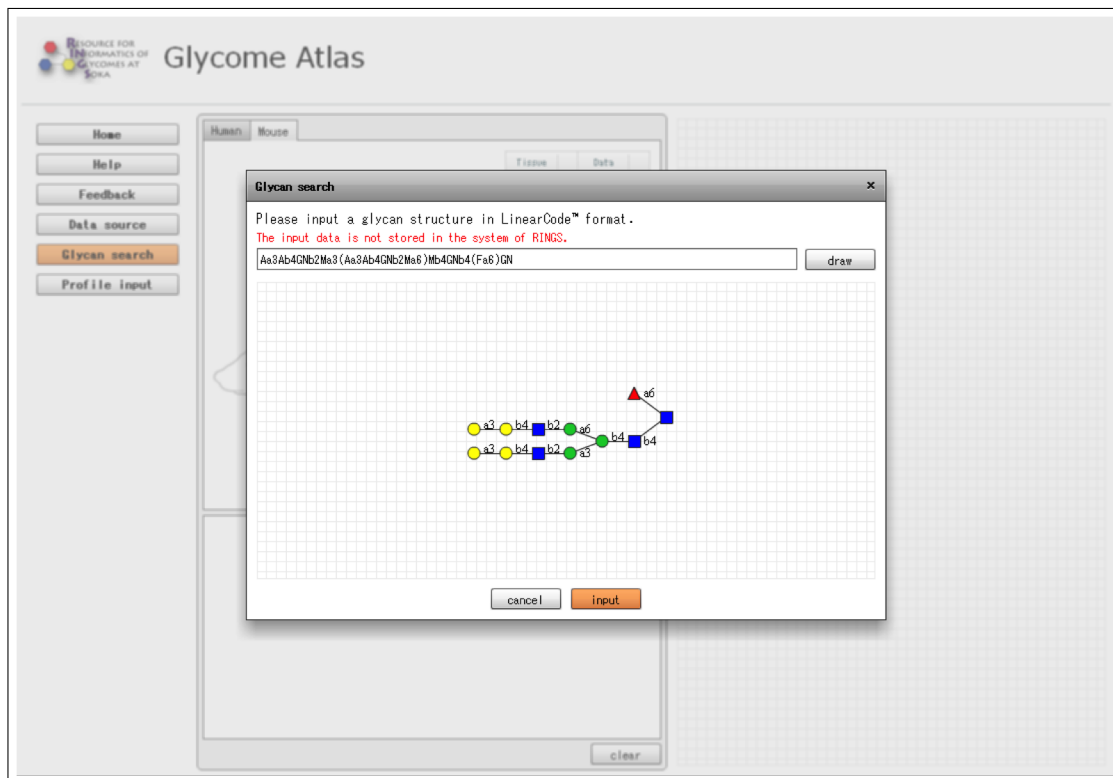 RESOURCE FOR
INFORMATICS OF
GLYCOMES AT
SOKA
Glycome Atlas
Home
Help
Feedback
Data source
Glycan search
Profile input
Human Mouse
Tissue Data
Glycan search ×
Please input a glycan structure in LinearCode™ format.
The input data is not stored in the system of RINGS.
Aa3Ab4GNb2Ma3(Aa3Ab4GNb2Ma6)Mb4GNb4(Fa6)GN draw
a6
a3 b4 b2 a6
b4 b4
a3 b4 b2 a3
cancel input
clear